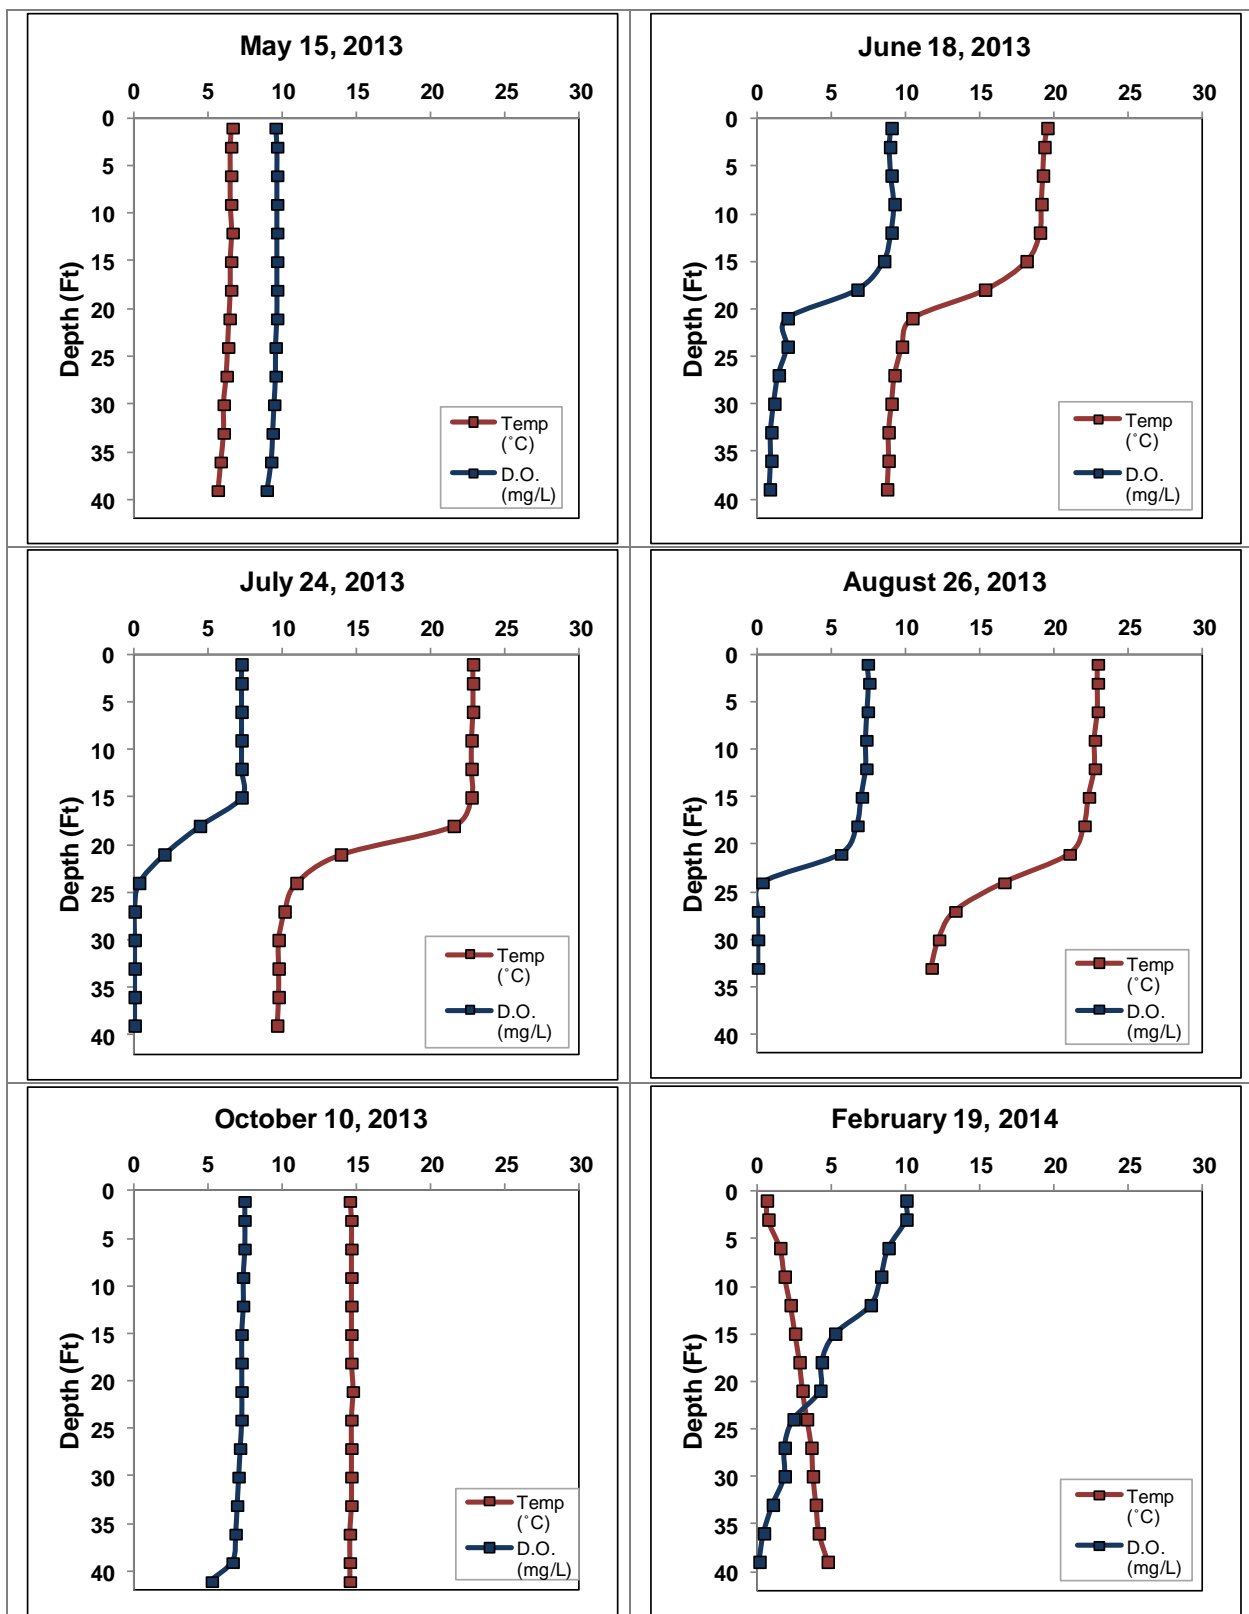 May 15, 2013
0 5 10 15 20 25 30
0
5
10
15
20
25
30
35
40
Depth (Ft)
Temp
(˚C)
D.O.
(mg/L)
June 18, 2013
0 5 10 15 20 25 30
0
5
10
15
20
25
30
35
40
Depth (Ft)
Temp
(˚C)
D.O.
(mg/L)
July 24, 2013
0 5 10 15 20 25 30
0
5
10
15
20
25
30
35
40
Depth (Ft)
Temp
(˚C)
D.O.
(mg/L)
August 26, 2013
0 5 10 15 20 25 30
0
5
10
15
20
25
30
35
40
Depth (Ft)
Temp
(˚C)
D.O.
(mg/L)
October 10, 2013
0 5 10 15 20 25 30
0
5
10
15
20
25
30
35
40
Depth (Ft)
Temp
(˚C)
D.O.
(mg/L)
February 19, 2014
0 5 10 15 20 25 30
0
5
10
15
20
25
30
35
40
Depth (Ft)
Temp
(˚C)
D.O.
(mg/L)